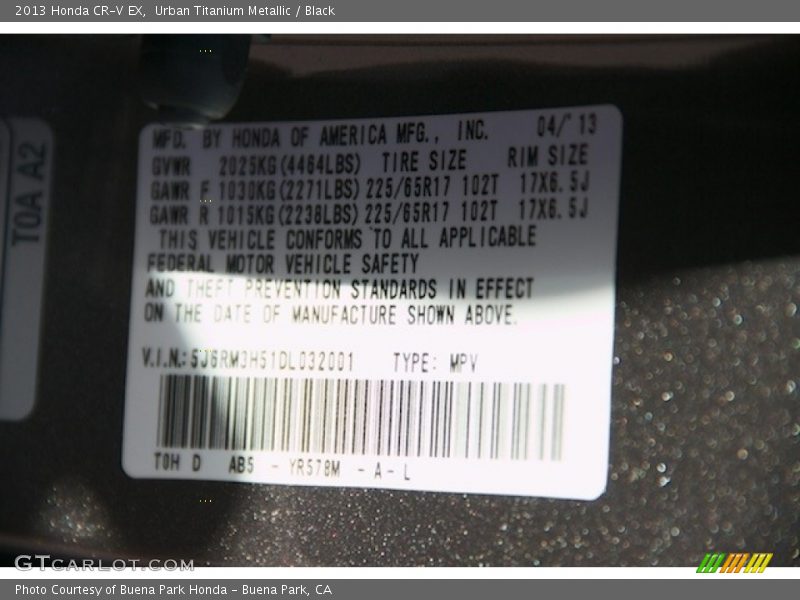 2013 Honda CR-V EX, Urban Titanium Metallic / Black
T0A A2
MFD. BY HONDA OF AMERICA MFG., INC. 04/'13
GVWR 2025KG(4464LBS) TIRE SIZE RIM SIZE
GAWR F 1030KG(2271LBS) 225/65R17 102T 17X6.5J
GAWR R 1015KG(2238LBS) 225/65R17 102T 17X6.5J
THIS VEHICLE CONFORMS TO ALL APPLICABLE
FEDERAL MOTOR VEHICLE SAFETY
AND THEFT PREVENTION STANDARDS IN EFFECT
ON THE DATE OF MANUFACTURE SHOWN ABOVE.
V.I.N.: 5J6RM3H51DL032001 TYPE: MPV
T0H D AB5 - YR578M - A - L
GTCARLOT.COM
Photo Courtesy of Buena Park Honda - Buena Park, CA